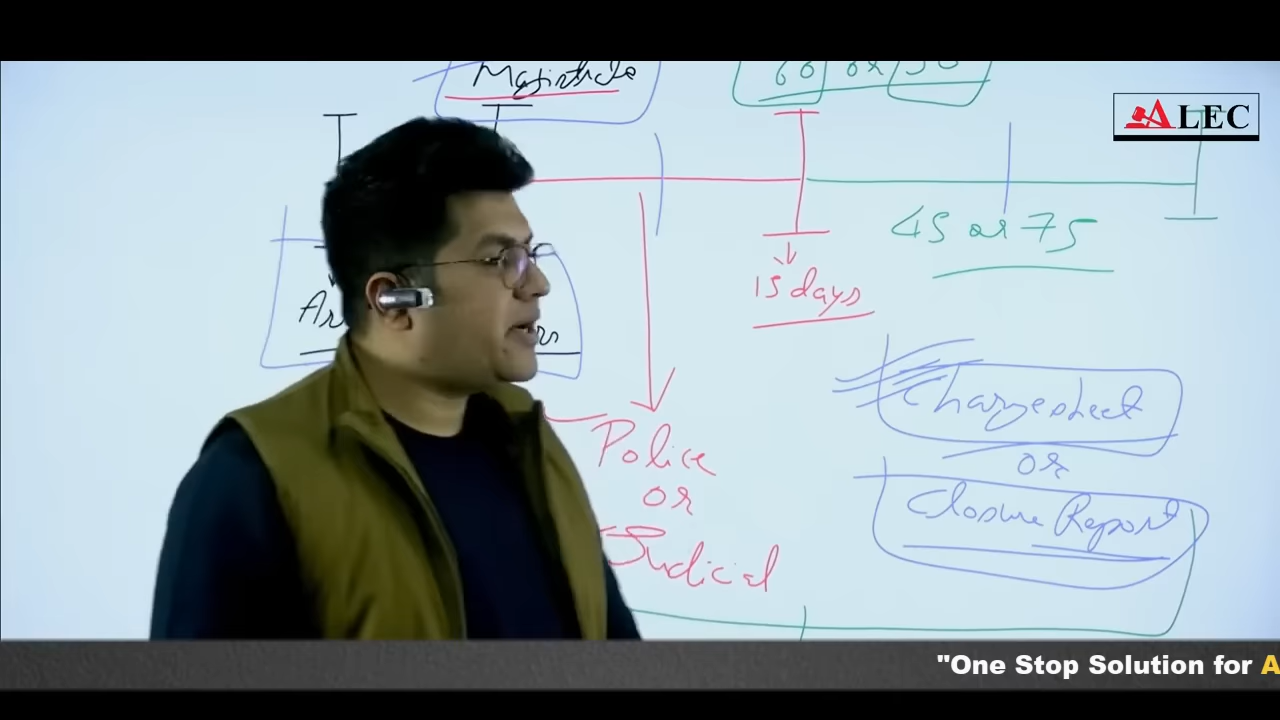 Magistrate
60 or 90
ALEC
45 or 75
15 days
Chargesheet
or
Closure Report
Police
or
Judicial
"One Stop Solution for A